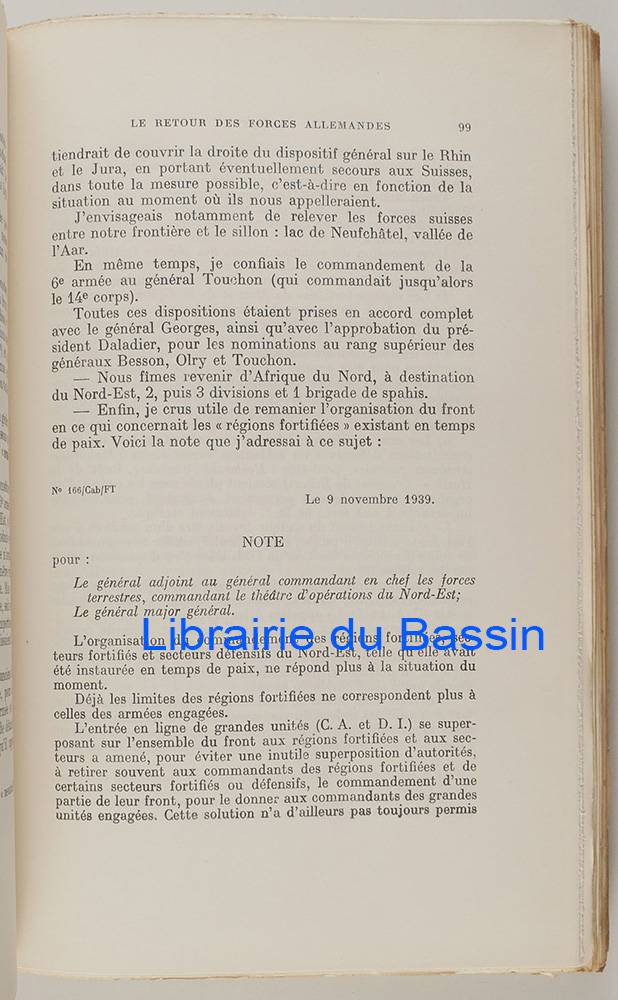 LE RETOUR DES FORCES ALLEMANDES 99
tiendrait de couvrir la droite du dispositif général sur le Rhin
et le Jura, en portant éventuellement secours aux Suisses,
dans toute la mesure possible, c'est-à-dire en fonction de la
situation au moment où ils nous appelleraient.
J'envisageais notamment de relever les forces suisses
entre notre frontière et le sillon : lac de Neufchâtel, vallée de
l'Aar.
En même temps, je confiais le commandement de la
6e armée au général Touchon (qui commandait jusqu'alors
le 14e corps).
Toutes ces dispositions étaient prises en accord complet
avec le général Georges, ainsi qu'avec l'approbation du pré-
sident Daladier, pour les nominations au rang supérieur des
généraux Besson, Olry et Touchon.
— Nous fîmes revenir d'Afrique du Nord, à destination
du Nord-Est, 2, puis 3 divisions et 1 brigade de spahis.
— Enfin, je crus utile de remanier l'organisation du front
en ce qui concernait les « régions fortifiées » existant en temps
de paix. Voici la note que j'adressai à ce sujet :
No 166/Cab/FT
Le 9 novembre 1939.
NOTE
pour :
Le général adjoint au général commandant en chef les forces
terrestres, commandant le théâtre d'opérations du Nord-Est;
Le général major général.
Librairie du Bassin
L'organisation du commandement des régions fortifiées, sec-
teurs fortifiés et secteurs défensifs du Nord-Est, telle qu'elle avait
été instaurée en temps de paix, ne répond plus à la situation du
moment.
Déjà les limites des régions fortifiées ne correspondent plus à
celles des armées engagées.
L'entrée en ligne de grandes unités (C. A. et D. I.) se super-
posant sur l'ensemble du front aux régions fortifiées et aux sec-
teurs a amené, pour éviter une inutile superposition d'autorités,
à retirer souvent aux commandants des régions fortifiées et de
certains secteurs fortifiés ou défensifs, le commandement d'une
partie de leur front, pour le donner aux commandants des grandes
unités engagées. Cette solution n'a d'ailleurs pas toujours permis